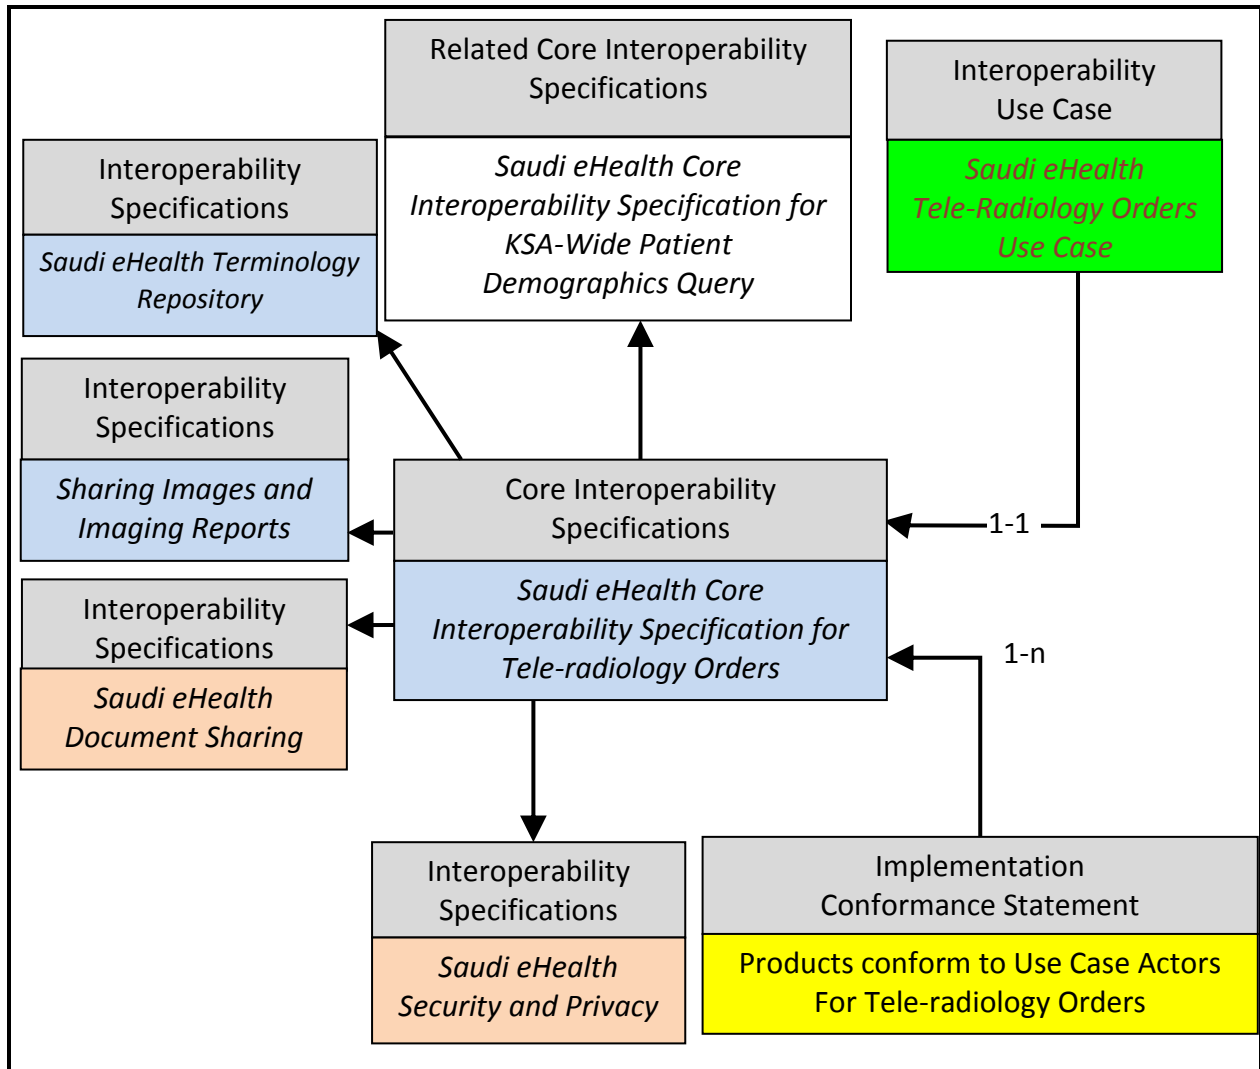 Related Core Interoperability
Specifications
Saudi eHealth Core
Interoperability Specification for
KSA-Wide Patient
Demographics Query
Interoperability
Use Case
Saudi eHealth
Tele-Radiology Orders
Use Case
Interoperability
Specifications
Saudi eHealth Terminology
Repository
Interoperability
Specifications
Sharing Images and
Imaging Reports
Core Interoperability
Specifications
Saudi eHealth Core
Interoperability Specification for
Tele-radiology Orders
1-1
1-n
Interoperability
Specifications
Saudi eHealth
Document Sharing
Interoperability
Specifications
Saudi eHealth
Security and Privacy
Implementation
Conformance Statement
Products conform to Use Case Actors
For Tele-radiology Orders